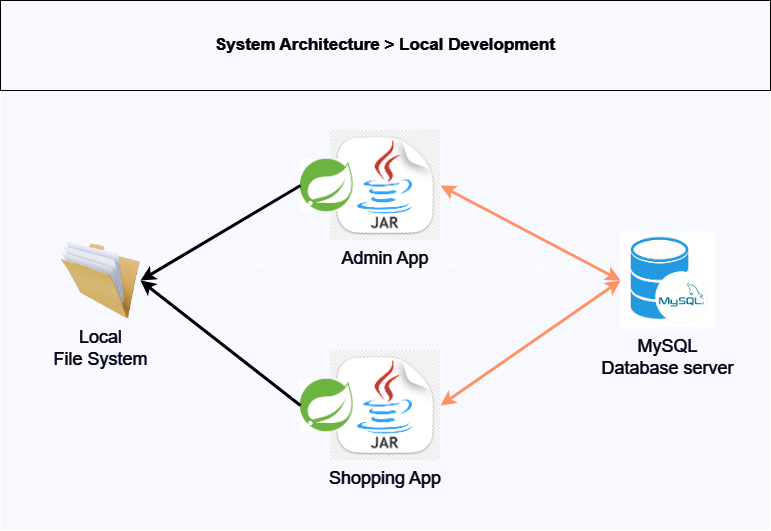 System Architecture > Local Development
JAR
Admin App
Local
File System
MySQL
MySQL
Database server
JAR
Shopping App